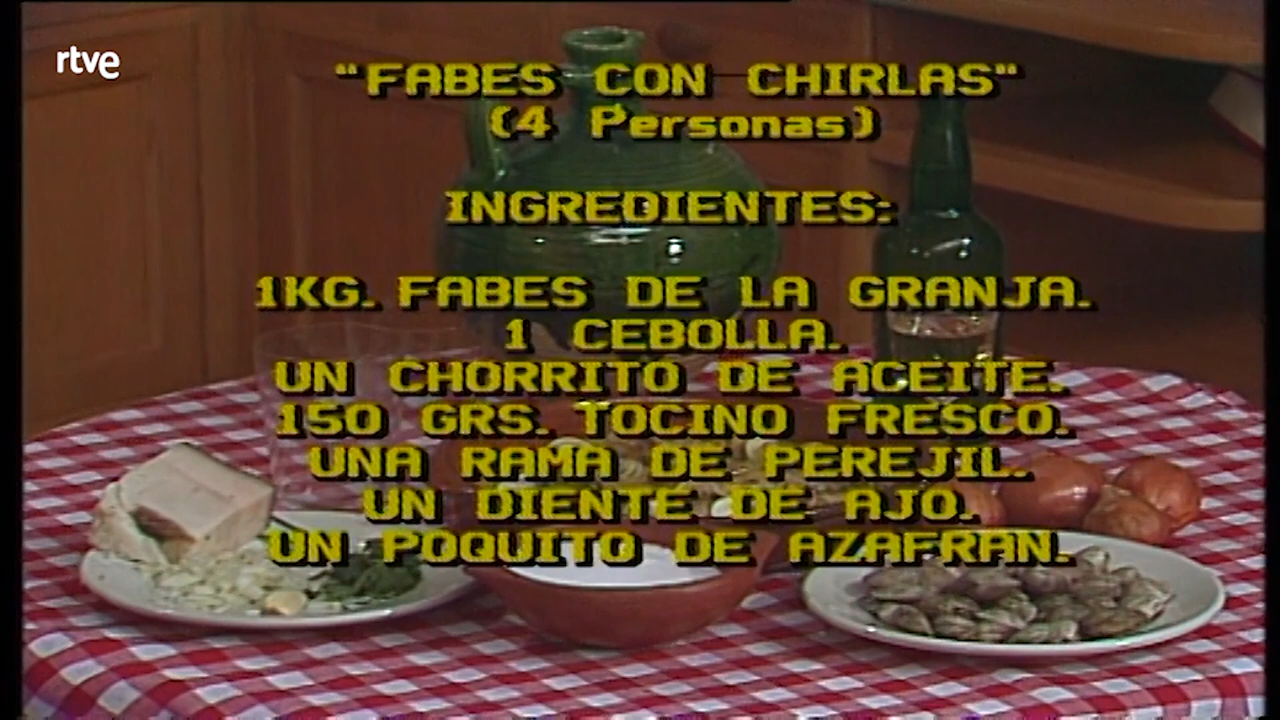 rtve
"FABES CON CHIRLAS"
(4 Personas)
INGREDIENTES:
1KG. FABES DE LA GRANJA.
1 CEBOLLA.
UN CHORRITO DE ACEITE.
150 GRS. TOCINO FRESCO.
UNA RAMA DE PEREJIL.
UN DIENTE DE AJO.
UN POQUITO DE AZAFRAN.